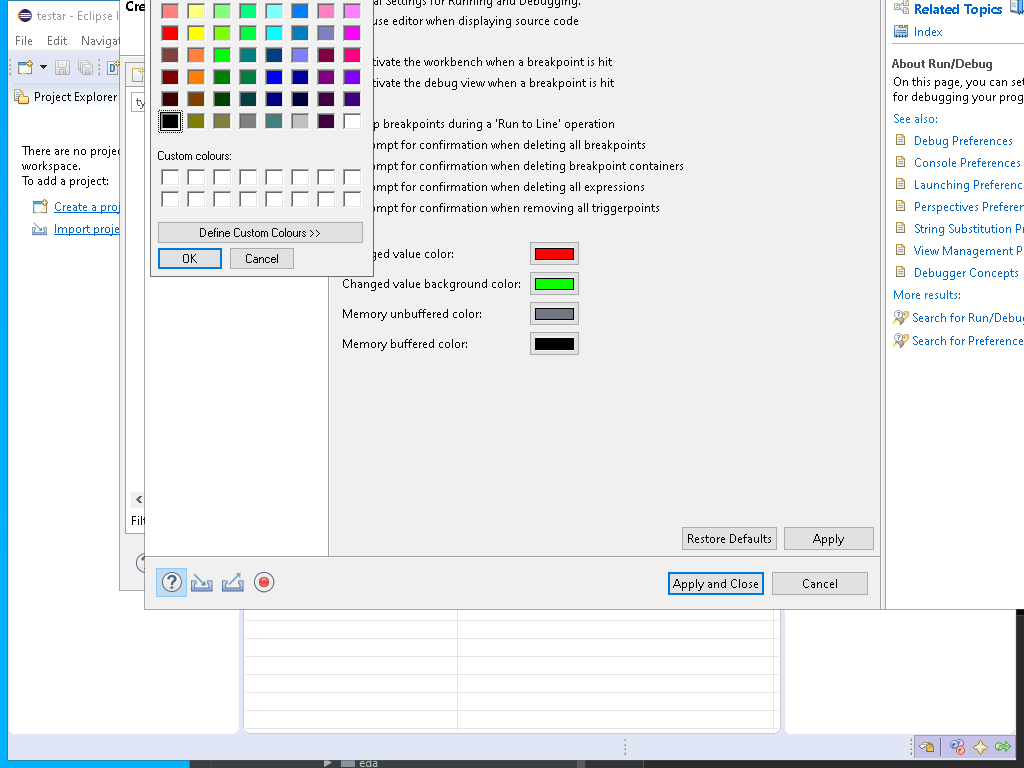 testar - Eclipse I
File Edit Navigat
Project Explorer
There are no projec
workspace.
To add a project:
Create a proj
Import proje
Cre
ty
Filt
al Settings for Running and Debugging.
use editor when displaying source code
tivate the workbench when a breakpoint is hit
tivate the debug view when a breakpoint is hit
p breakpoints during a 'Run to Line' operation
ompt for confirmation when deleting all breakpoints
ompt for confirmation when deleting breakpoint containers
ompt for confirmation when deleting all expressions
ompt for confirmation when removing all triggerpoints
Custom colours:
Define Custom Colours >>
OK
Cancel
ged value color:
Changed value background color:
Memory unbuffered color:
Memory buffered color:
Restore Defaults
Apply
Apply and Close
Cancel
Related Topics
Index
About Run/Debug
On this page, you can set
for debugging your prog
See also:
Debug Preferences
Console Preferences
Launching Preferenc
Perspectives Preferer
String Substitution Pr
View Management P
Debugger Concepts
More results:
Search for Run/Debug
Search for Preference
eda